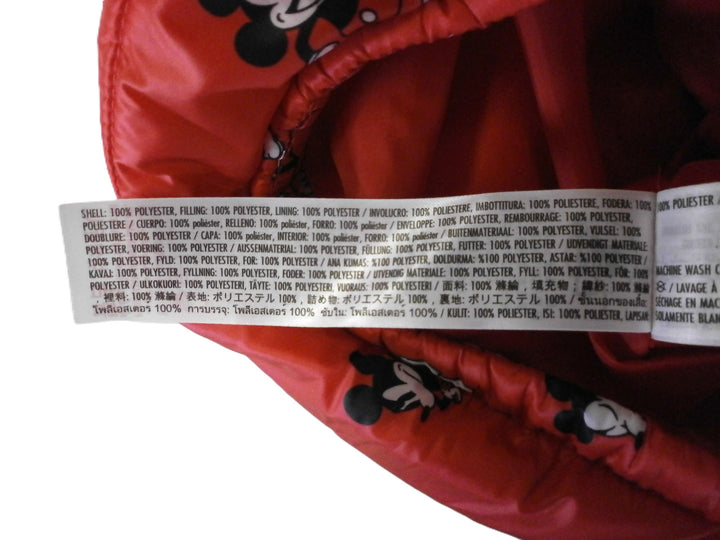 SHELL: 100% POLYESTER, FILLING: 100% POLYESTER, LINING: 100% POLYESTER / INVOLUCRO: 100% POLIESTERE, IMBOTTITURA: 100% POLIESTERE, FODERA: 100%
POLIESTERE / CUERPO: 100% poliéster, RELLENO: 100% poliéster, FORRO: 100% poliéster / ENVELOPPE: 100% POLYESTER, REMBOURRAGE: 100% POLYESTER,
DOUBLURE: 100% POLYESTER / CAPA: 100% poliéster, INTERIOR: 100% poliéster, FORRO: 100% poliéster / BUITENMATERIAAL: 100% POLYESTER, VULSEL: 100%
POLYESTER, VOERING: 100% POLYESTER / AUSSENMATERIAL: 100% POLYESTER, FÜLLUNG: 100% POLYESTER, FUTTER: 100% POLYESTER / UDVENDIGT MATERIALE:
100% POLYESTER, FYLD: 100% POLYESTER, FOR: 100% POLYESTER / ANA KUMAS: %100 POLYESTER, DOLDURMA: %100 POLYESTER, ASTAR: %100 POLYESTER /
KAVAJ: 100% POLYESTER, FYLLNING: 100% POLYESTER, FODER: 100% POLYESTER / UTVENDIG MATERIALE: 100% POLYESTER, FYLL: 100% POLYESTER, FÔR: 100%
POLYESTER / ULKOKUORI: 100% POLYESTERI, TÄYTE: 100% POLYESTERI, VUORAUS: 100% POLYESTERI / 面料: 100% 滌綸, 填充物: 100% 滌綸,
裡料: 100% 滌綸 / 表地: ポリエステル 100%, 詰め物: ポリエステル 100%, 裏地: ポリエステル 100% / ชั้นนอกของเสื้อ:
โพลีเอสเตอร์ 100% การบรรจุ: โพลีเอสเตอร์ 100% ซับใน: โพลีเอสเตอร์ 100% / KULIT: 100% POLIESTER, ISI: 100% POLIESTER, LAPISAN
100% POLIESTER /
MACHINE WASH C
/ LAVAGE À
SÉCHAGE EN MAC
SOLAMENTE BLAN